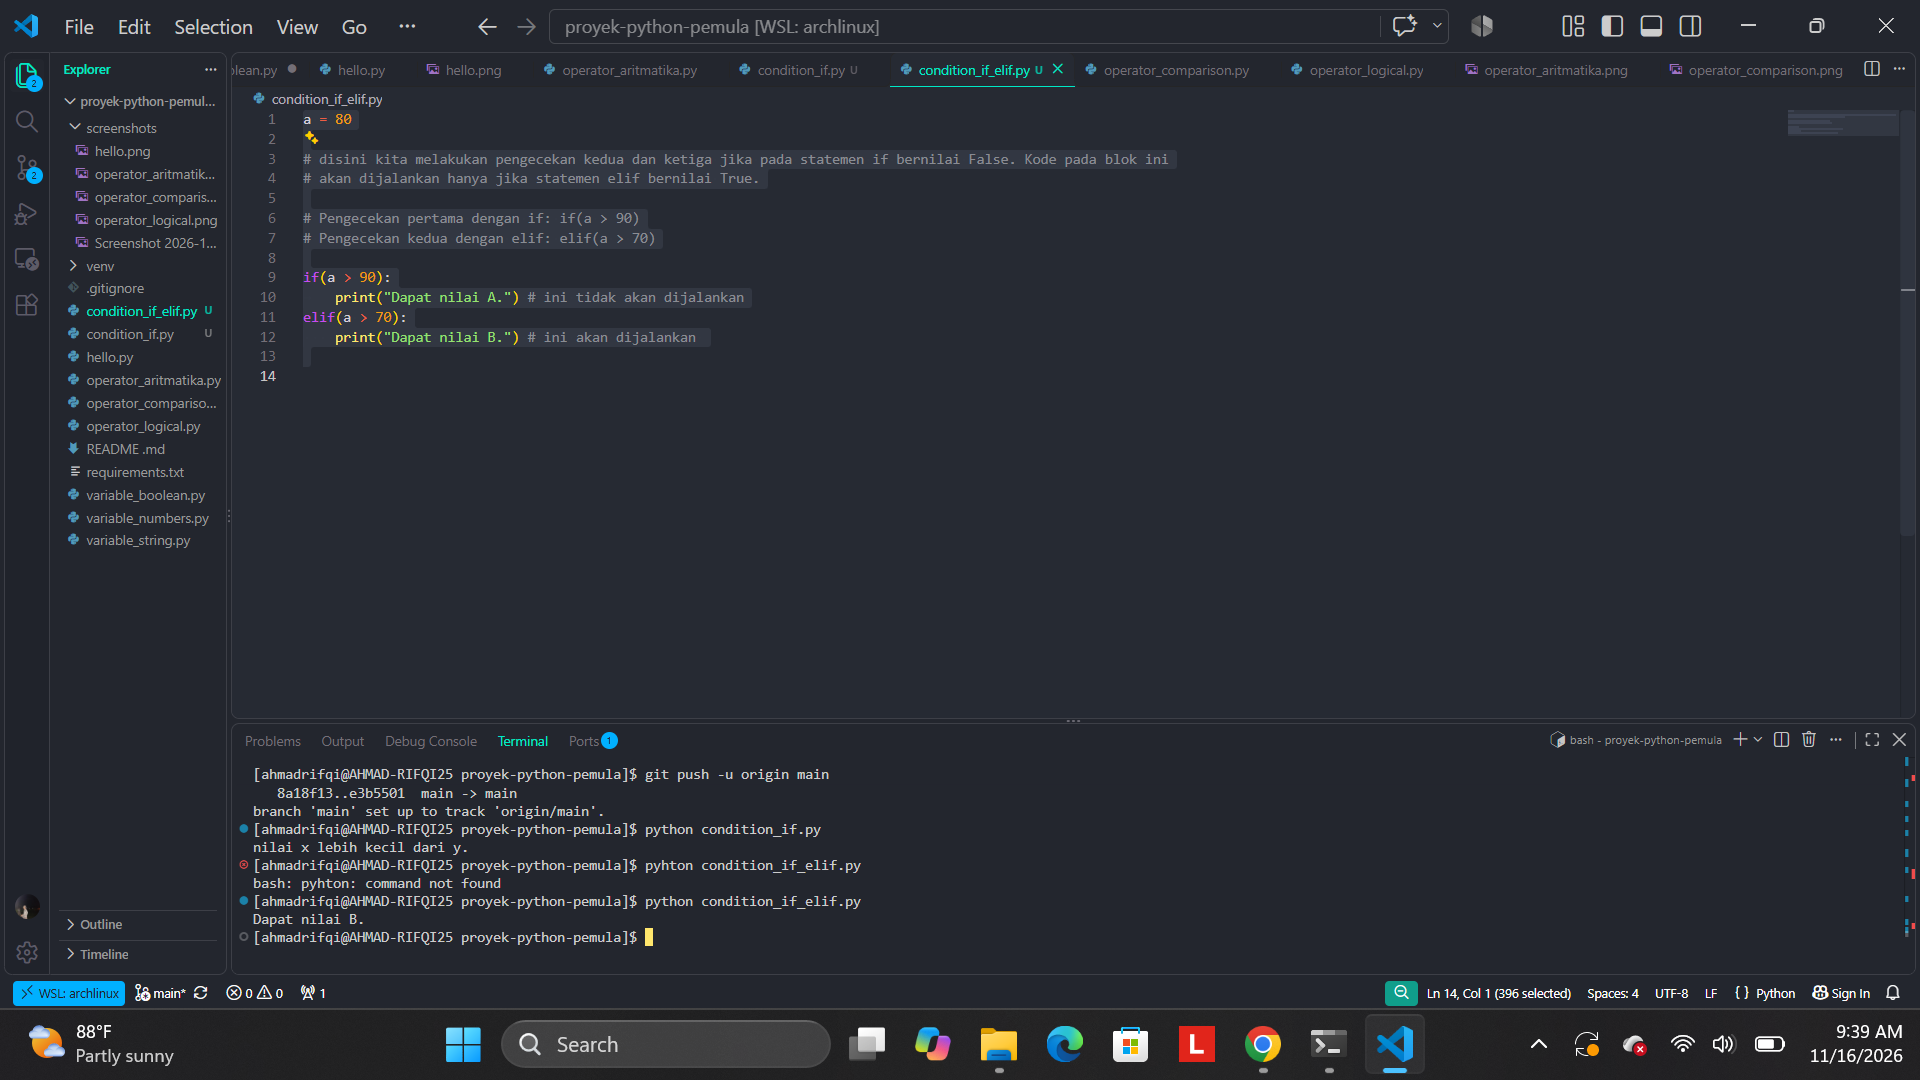 File Edit Selection View Go
proyek-python-pemula [WSL: archlinux]
Explorer
proyek-python-pemul...
screenshots
hello.png
operator_aritmatik...
operator_comparis...
operator_logical.png
Screenshot 2026-1...
venv
.gitignore
condition_if_elif.py U
condition_if.py U
hello.py
operator_aritmatika.py
operator_compariso...
operator_logical.py
README .md
requirements.txt
variable_boolean.py
variable_numbers.py
variable_string.py
Outline
Timeline
olean.py hello.py hello.png operator_aritmatika.py condition_if.py U condition_if_elif.py U operator_comparison.py operator_logical.py operator_aritmatika.png operator_comparison.png
condition_if_elif.py
1 a = 80
2
3 # disini kita melakukan pengecekan kedua dan ketiga jika pada statemen if bernilai False. Kode pada blok ini
4 # akan dijalankan hanya jika statemen elif bernilai True.
5
6 # Pengecekan pertama dengan if: if(a > 90)
7 # Pengecekan kedua dengan elif: elif(a > 70)
8
9 if(a > 90):
10     print("Dapat nilai A.") # ini tidak akan dijalankan
11 elif(a > 70):
12     print("Dapat nilai B.") # ini akan dijalankan
13
14
Problems Output Debug Console Terminal Ports 1
bash - proyek-python-pemula
[ahmadrifqi@AHMAD-RIFQI25 proyek-python-pemula]$ git push -u origin main
   8a18f13..e3b5501  main -> main
branch 'main' set up to track 'origin/main'.
[ahmadrifqi@AHMAD-RIFQI25 proyek-python-pemula]$ python condition_if.py
nilai x lebih kecil dari y.
[ahmadrifqi@AHMAD-RIFQI25 proyek-python-pemula]$ pyhton condition_if_elif.py
bash: pyhton: command not found
[ahmadrifqi@AHMAD-RIFQI25 proyek-python-pemula]$ python condition_if_elif.py
Dapat nilai B.
[ahmadrifqi@AHMAD-RIFQI25 proyek-python-pemula]$
WSL: archlinux main* 0 0 1 Ln 14, Col 1 (396 selected) Spaces: 4 UTF-8 LF { } Python Sign In
88°F
Partly sunny
Search
L
9:39 AM
11/16/2026
2
2